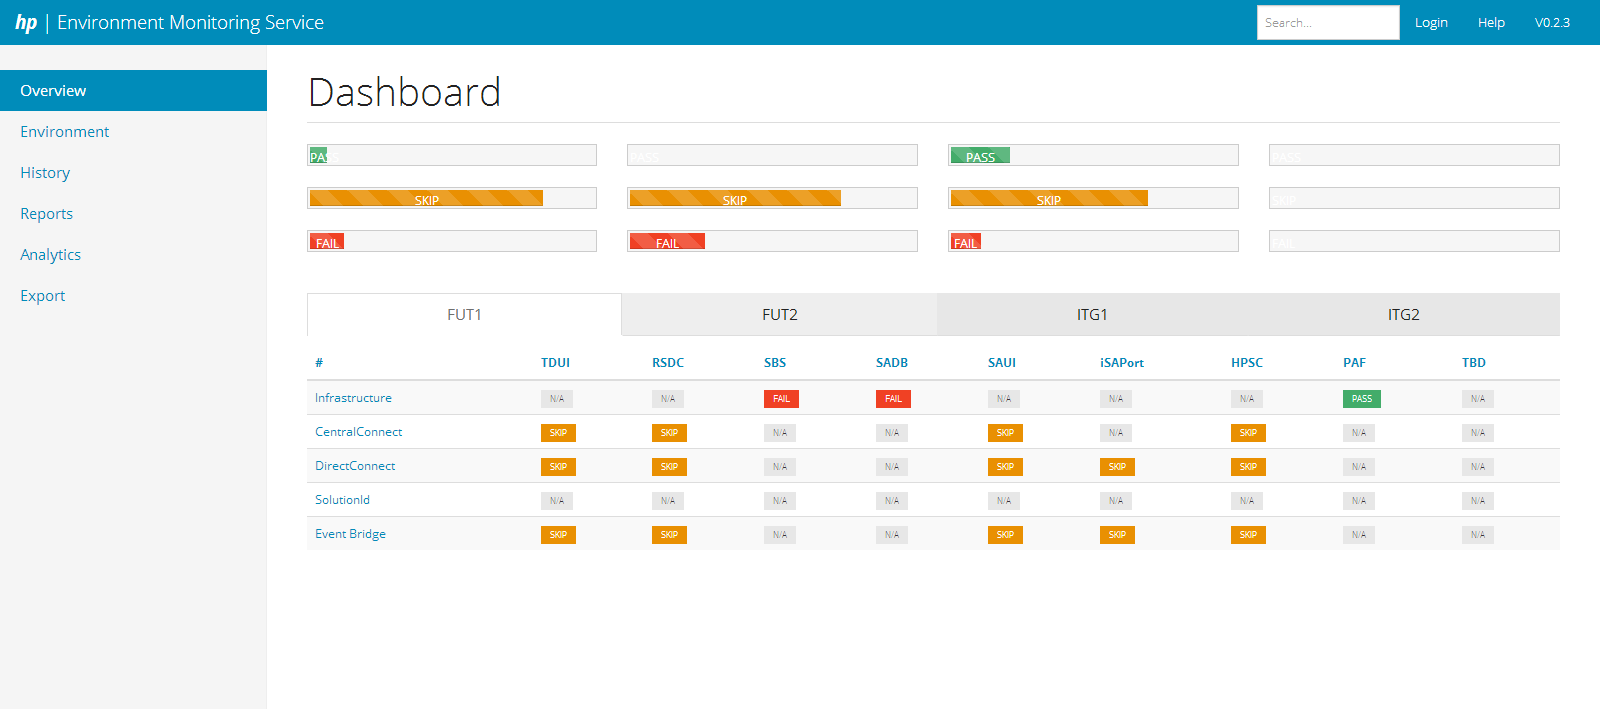 hp | Environment Monitoring Service Search... Login Help V0.2.3
Overview
Environment
History
Reports
Analytics
Export
Dashboard
PASS PASS PASS PASS
SKIP SKIP SKIP SKIP
FAIL FAIL FAIL FAIL
FUT1 FUT2 ITG1 ITG2
# TDUI RSDC SBS SADB SAUI iSAPort HPSC PAF TBD
Infrastructure N/A N/A FAIL FAIL N/A N/A N/A PASS N/A
CentralConnect SKIP SKIP N/A N/A SKIP N/A SKIP N/A N/A
DirectConnect SKIP SKIP N/A N/A SKIP SKIP SKIP N/A N/A
SolutionId N/A N/A N/A N/A N/A N/A N/A N/A N/A
Event Bridge SKIP SKIP N/A N/A SKIP SKIP SKIP N/A N/A